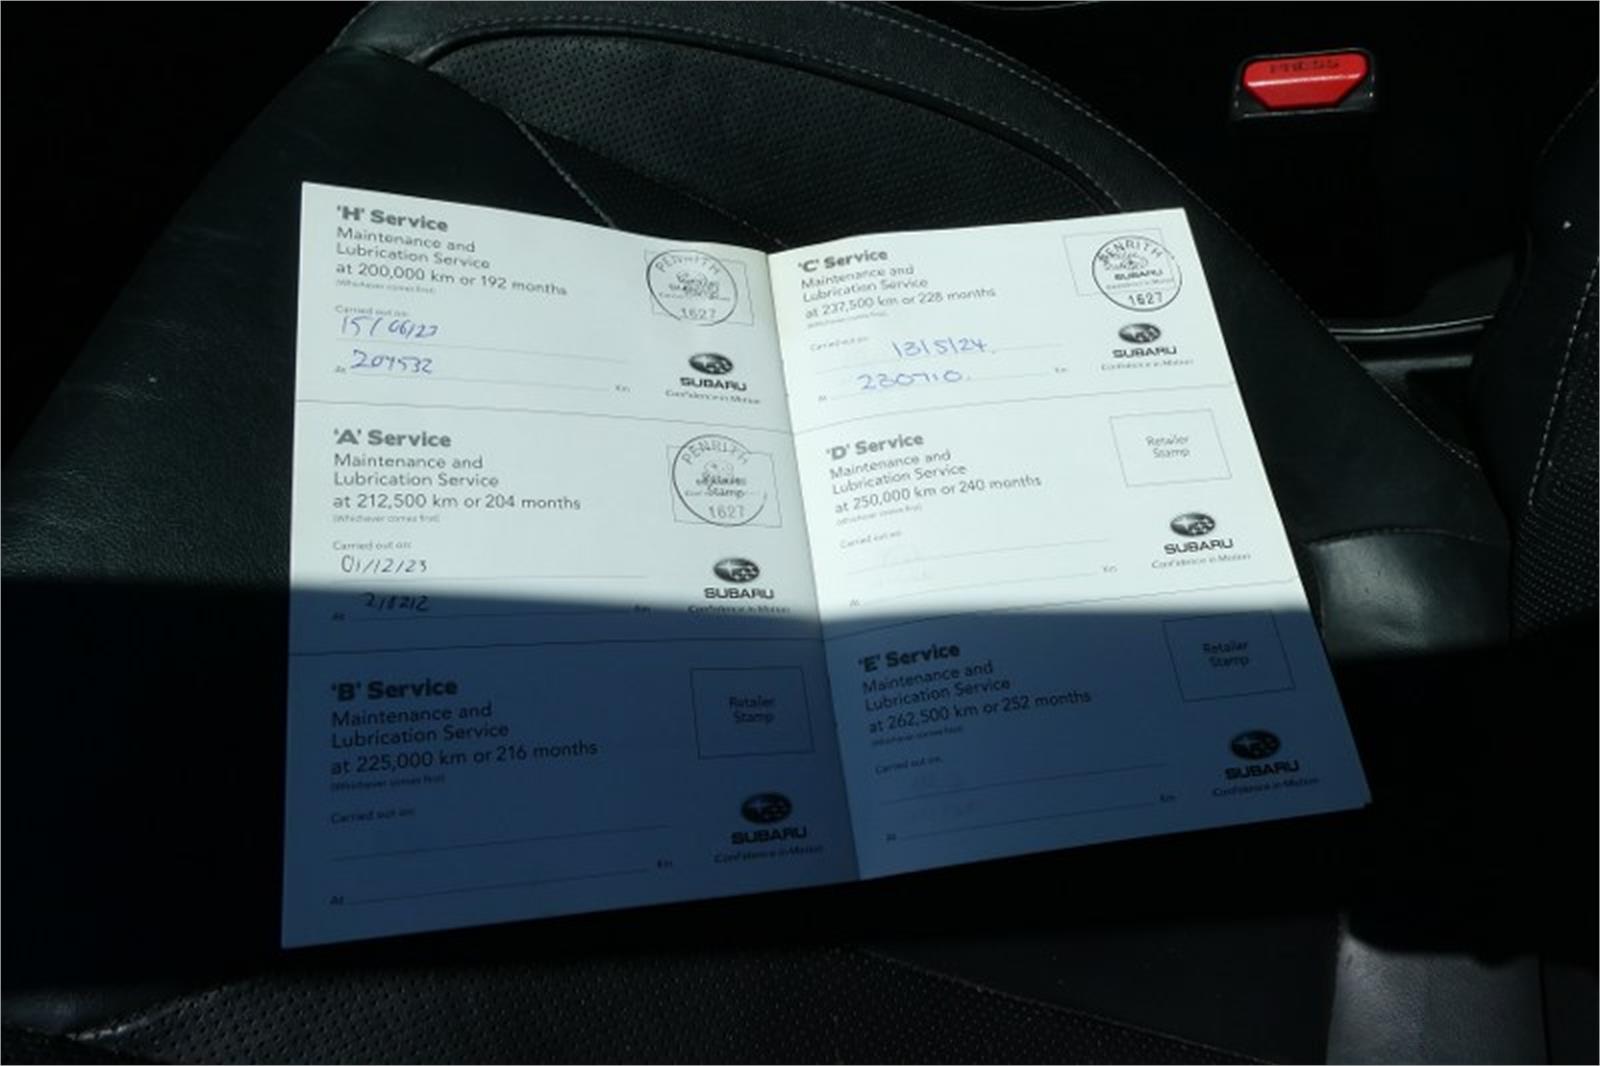 PRESS
'H' Service
Maintenance and
Lubrication Service
at 200,000 km or 192 months
(Whichever comes first)
PENRITH
1627
Carried out on:
15/06/23
At 207532
Km
SUBARU
Confidence in Motion
'A' Service
Maintenance and
Lubrication Service
at 212,500 km or 204 months
(Whichever comes first)
PENRITH
Retailer
Stamp
1627
Carried out on:
01/12/23
At 218212
Km
SUBARU
Confidence in Motion
'B' Service
Maintenance and
Lubrication Service
at 225,000 km or 216 months
(Whichever comes first)
Retailer
Stamp
Carried out on:
At
Km
SUBARU
Confidence in Motion
'C' Service
Maintenance and
Lubrication Service
at 237,500 km or 228 months
(Whichever comes first)
PENRITH
SUBARU
1627
Carried out on:
13/5/24
At 230710.
Km
SUBARU
Confidence in Motion
'D' Service
Maintenance and
Lubrication Service
at 250,000 km or 240 months
(Whichever comes first)
Retailer
Stamp
Carried out on:
At
Km
SUBARU
Confidence in Motion
'E' Service
Maintenance and
Lubrication Service
at 262,500 km or 252 months
(Whichever comes first)
Retailer
Stamp
Carried out on:
At
Km
SUBARU
Confidence in Motion